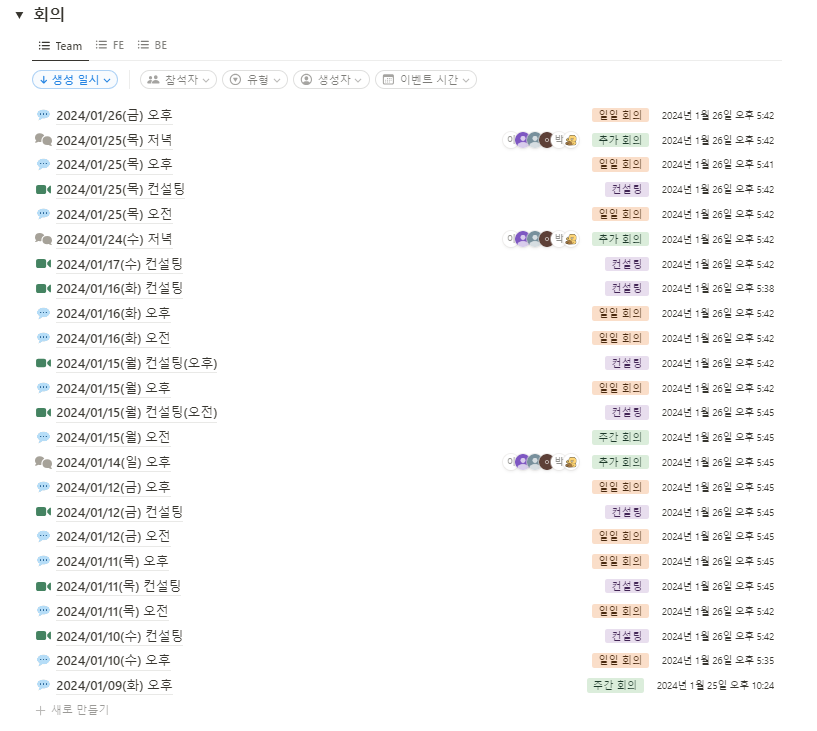 회의
Team FE BE
생성 일시 참석자 유형 생성자 이벤트 시간
2024/01/26(금) 오후 일일 회의 2024년 1월 26일 오후 5:42
2024/01/25(목) 저녁 이 박 추가 회의 2024년 1월 26일 오후 5:42
2024/01/25(목) 오후 일일 회의 2024년 1월 26일 오후 5:41
2024/01/25(목) 컨설팅 컨설팅 2024년 1월 26일 오후 5:42
2024/01/25(목) 오전 일일 회의 2024년 1월 26일 오후 5:42
2024/01/24(수) 저녁 이 박 추가 회의 2024년 1월 26일 오후 5:42
2024/01/17(수) 컨설팅 컨설팅 2024년 1월 26일 오후 5:42
2024/01/16(화) 컨설팅 컨설팅 2024년 1월 26일 오후 5:38
2024/01/16(화) 오후 일일 회의 2024년 1월 26일 오후 5:42
2024/01/16(화) 오전 일일 회의 2024년 1월 26일 오후 5:42
2024/01/15(월) 컨설팅(오후) 컨설팅 2024년 1월 26일 오후 5:42
2024/01/15(월) 오후 일일 회의 2024년 1월 26일 오후 5:42
2024/01/15(월) 컨설팅(오전) 컨설팅 2024년 1월 26일 오후 5:45
2024/01/15(월) 오전 주간 회의 2024년 1월 26일 오후 5:45
2024/01/14(일) 오후 이 박 추가 회의 2024년 1월 26일 오후 5:45
2024/01/12(금) 오후 일일 회의 2024년 1월 26일 오후 5:45
2024/01/12(금) 컨설팅 컨설팅 2024년 1월 26일 오후 5:45
2024/01/12(금) 오전 일일 회의 2024년 1월 26일 오후 5:45
2024/01/11(목) 오후 일일 회의 2024년 1월 26일 오후 5:45
2024/01/11(목) 컨설팅 컨설팅 2024년 1월 26일 오후 5:45
2024/01/11(목) 오전 일일 회의 2024년 1월 26일 오후 5:42
2024/01/10(수) 컨설팅 컨설팅 2024년 1월 26일 오후 5:42
2024/01/10(수) 오후 일일 회의 2024년 1월 26일 오후 5:35
2024/01/09(화) 오후 주간 회의 2024년 1월 25일 오후 10:24
새로 만들기